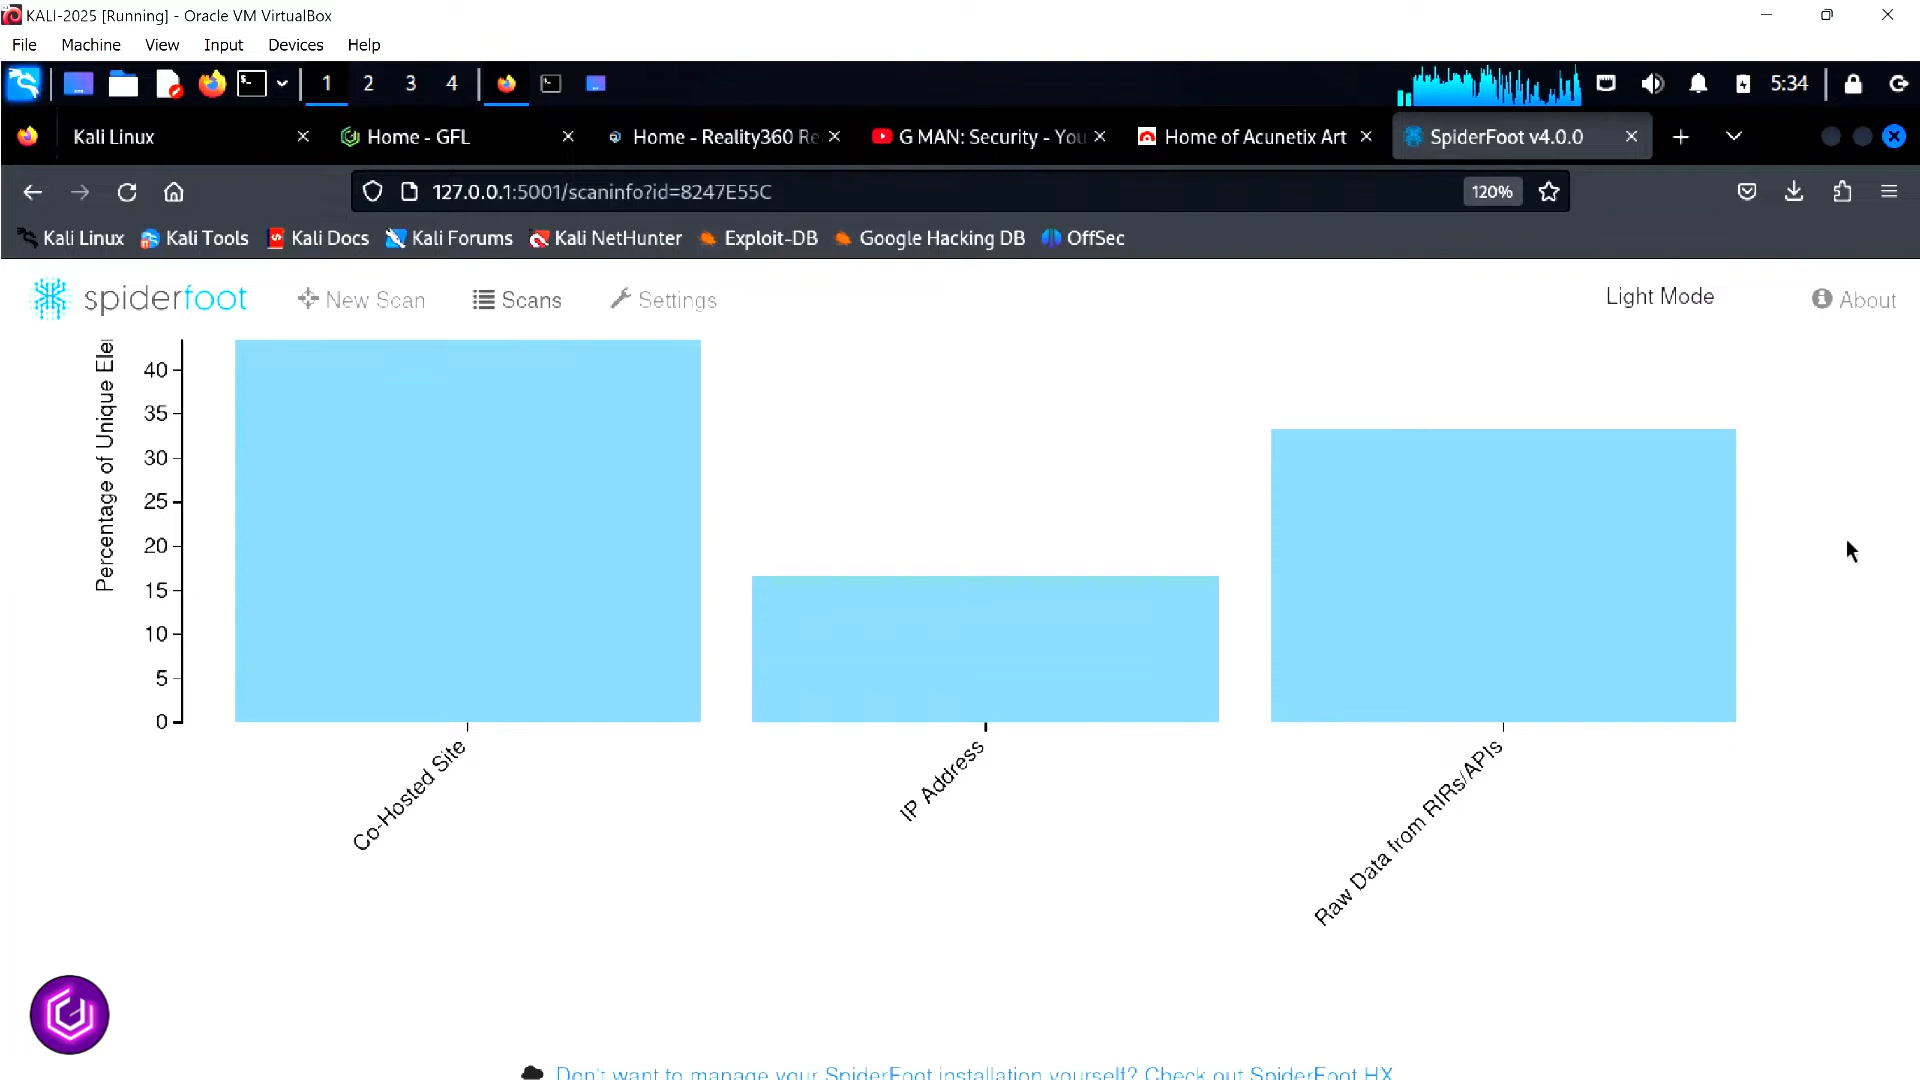 KALI-2025 [Running] - Oracle VM VirtualBox
File Machine View Input Devices Help
1 2 3 4 5:34
Kali Linux Home - GFL Home - Reality360 Re G MAN: Security - You Home of Acunetix Art SpiderFoot v4.0.0
127.0.0.1:5001/scaninfo?id=8247E55C 120%
Kali Linux Kali Tools Kali Docs Kali Forums Kali NetHunter Exploit-DB Google Hacking DB OffSec
spiderfoot New Scan Scans Settings Light Mode About
Percentage of Unique Ele
40
35
30
25
20
15
10
5
0
Co-Hosted Site
IP Address
Raw Data from RIRs/APIs
Don't want to manage your SpiderFoot installation yourself? Check out SpiderFoot HX